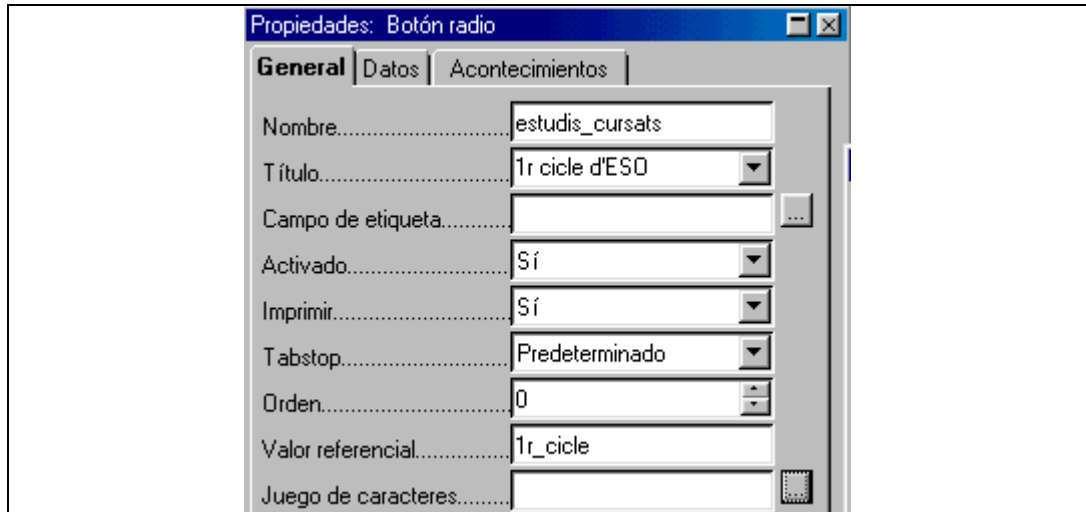 Propiedades: Botón radio
General Datos Acontecimientos
Nombre............................estudis_cursats
Título..............................1r cicle d'ESO
Campo de etiqueta........... ...
Activado..........................Sí
Imprimir............................Sí
Tabstop...........................Predeterminado
Orden..............................0
Valor referencial...............1r_cicle
Juego de caracteres......... ...